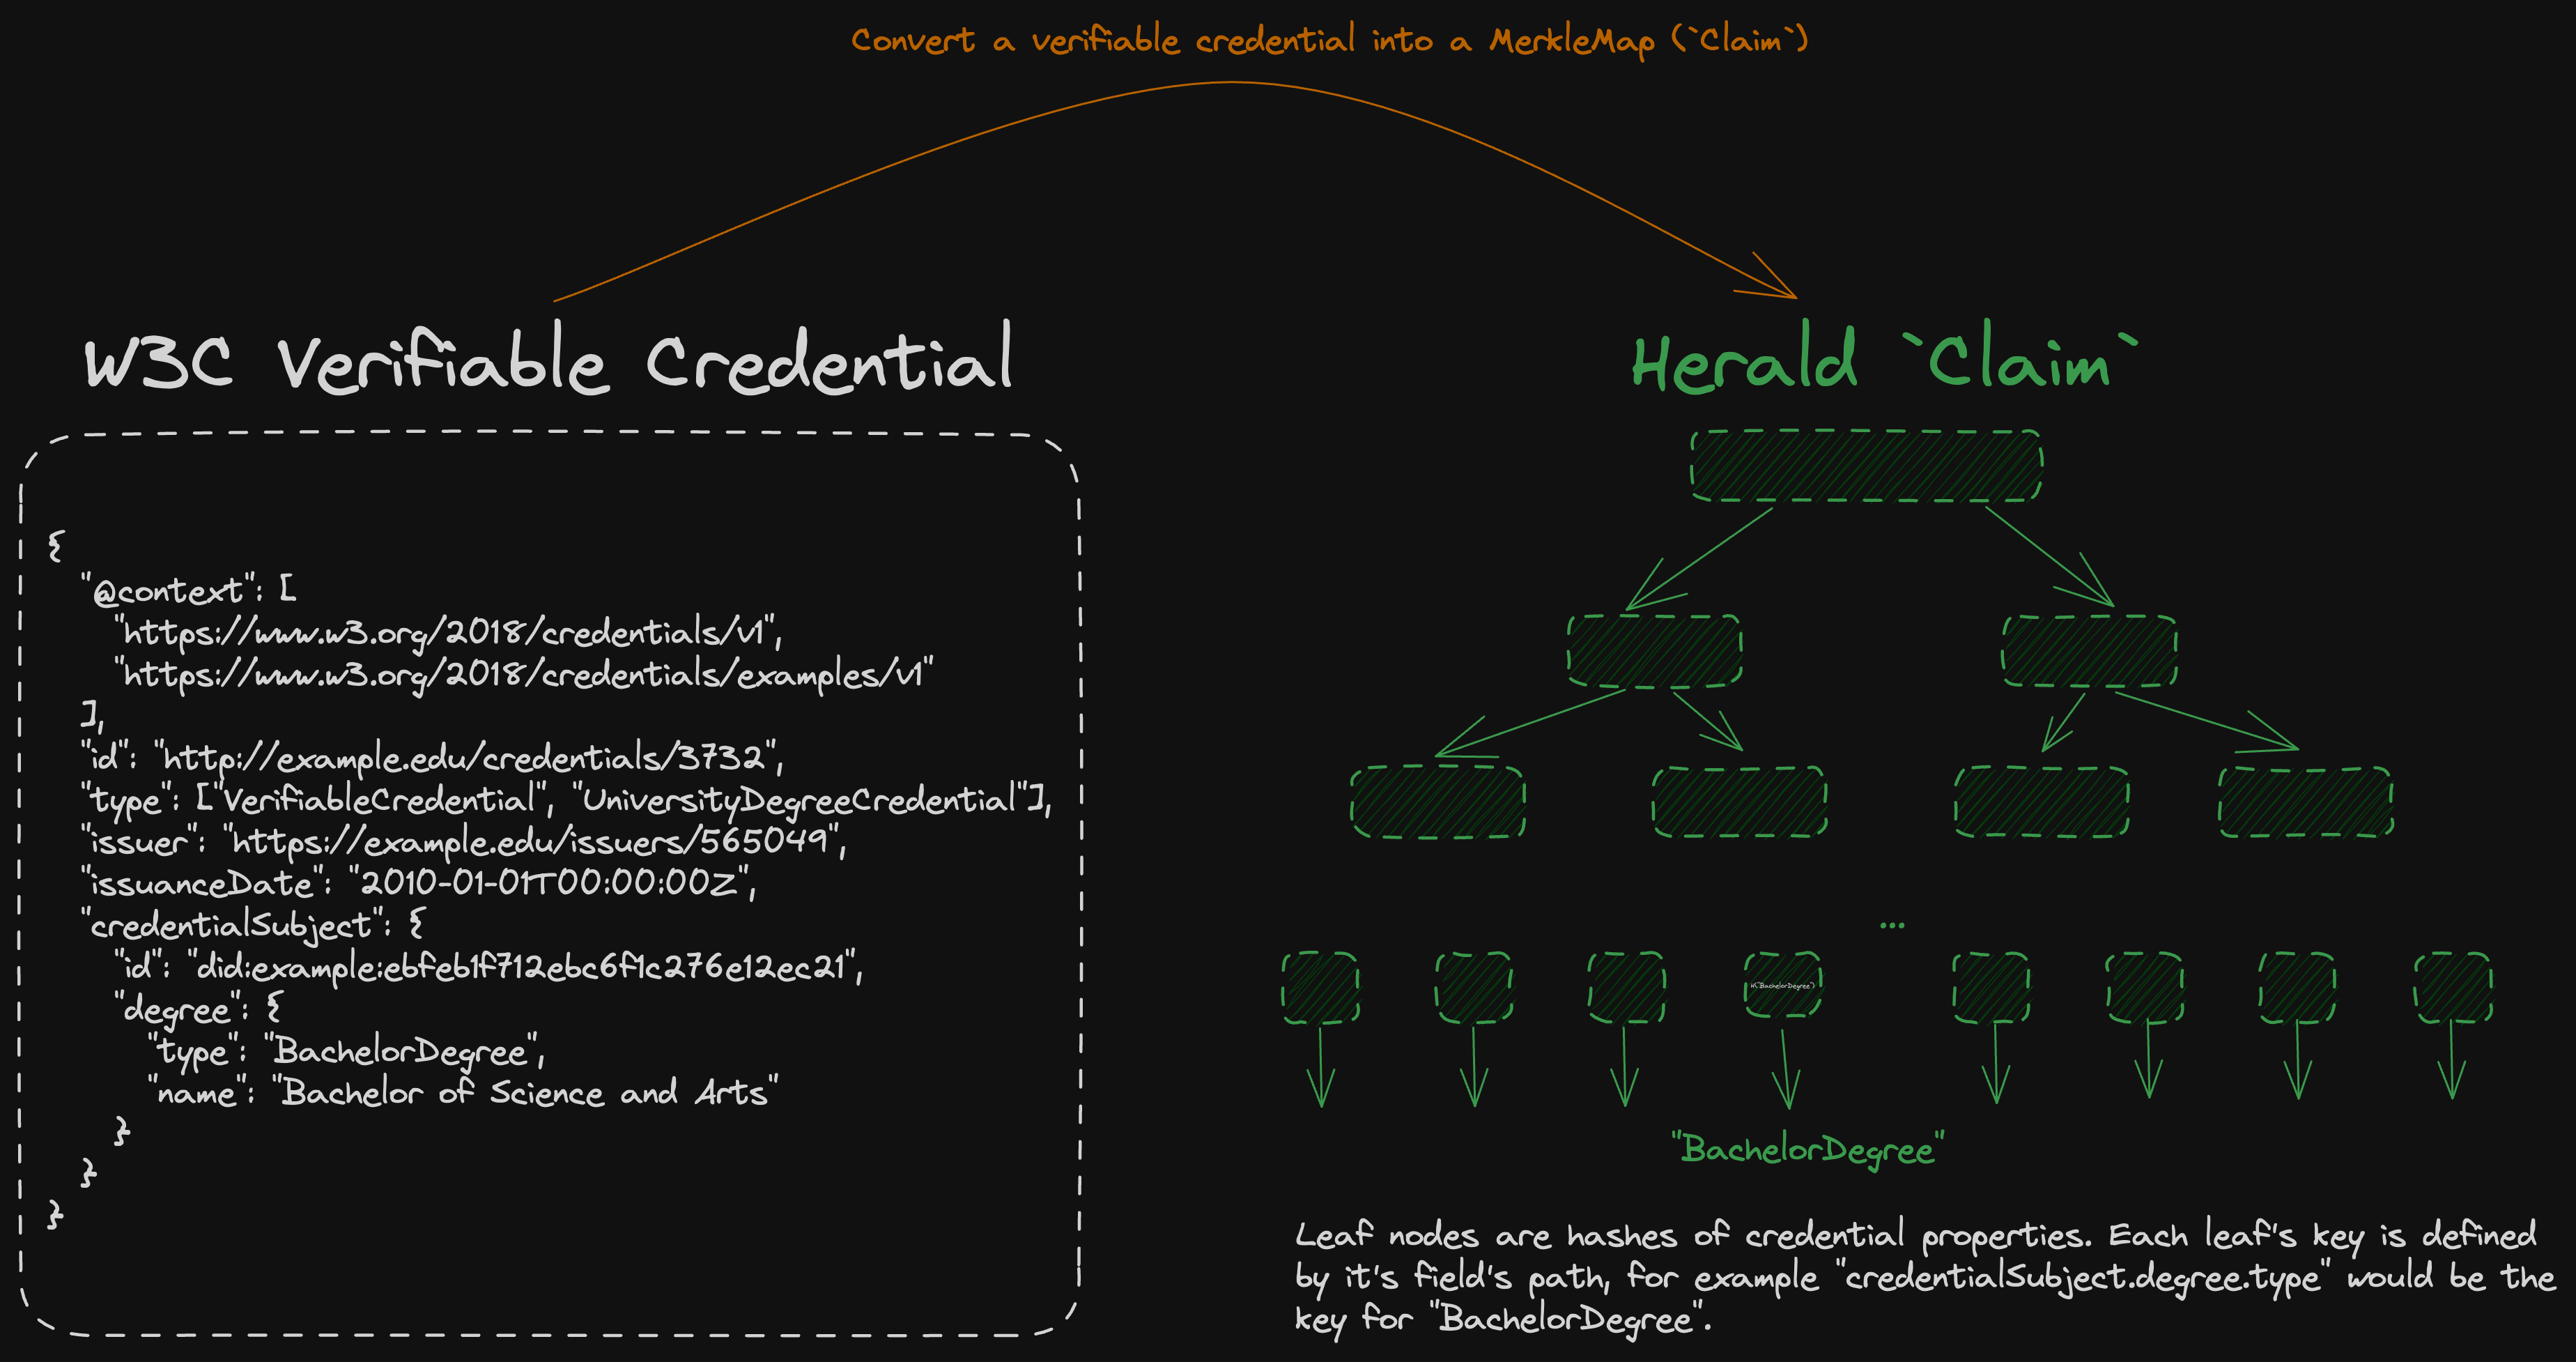 Convert a verifiable credential into a MerkleMap (`Claim`)
W3C Verifiable Credential
{
"@context": [
"https://www.w3.org/2018/credentials/v1",
"https://www.w3.org/2018/credentials/examples/v1"
],
"id": "http://example.edu/credentials/3732",
"type": ["VerifiableCredential", "UniversityDegreeCredential"],
"issuer": "https://example.edu/issuers/565049",
"issuanceDate": "2010-01-01T00:00:00Z",
"credentialSubject": {
"id": "did:example:ebfeb1f712ebc6f1c276e12ec21",
"degree": {
"type": "BachelorDegree",
"name": "Bachelor of Science and Arts"
}
}
}
Herald `Claim`
...
H("BachelorDegree")
"BachelorDegree"
Leaf nodes are hashes of credential properties. Each leaf's key is defined
by it's field's path, for example "credentialSubject.degree.type" would be the
key for "BachelorDegree".